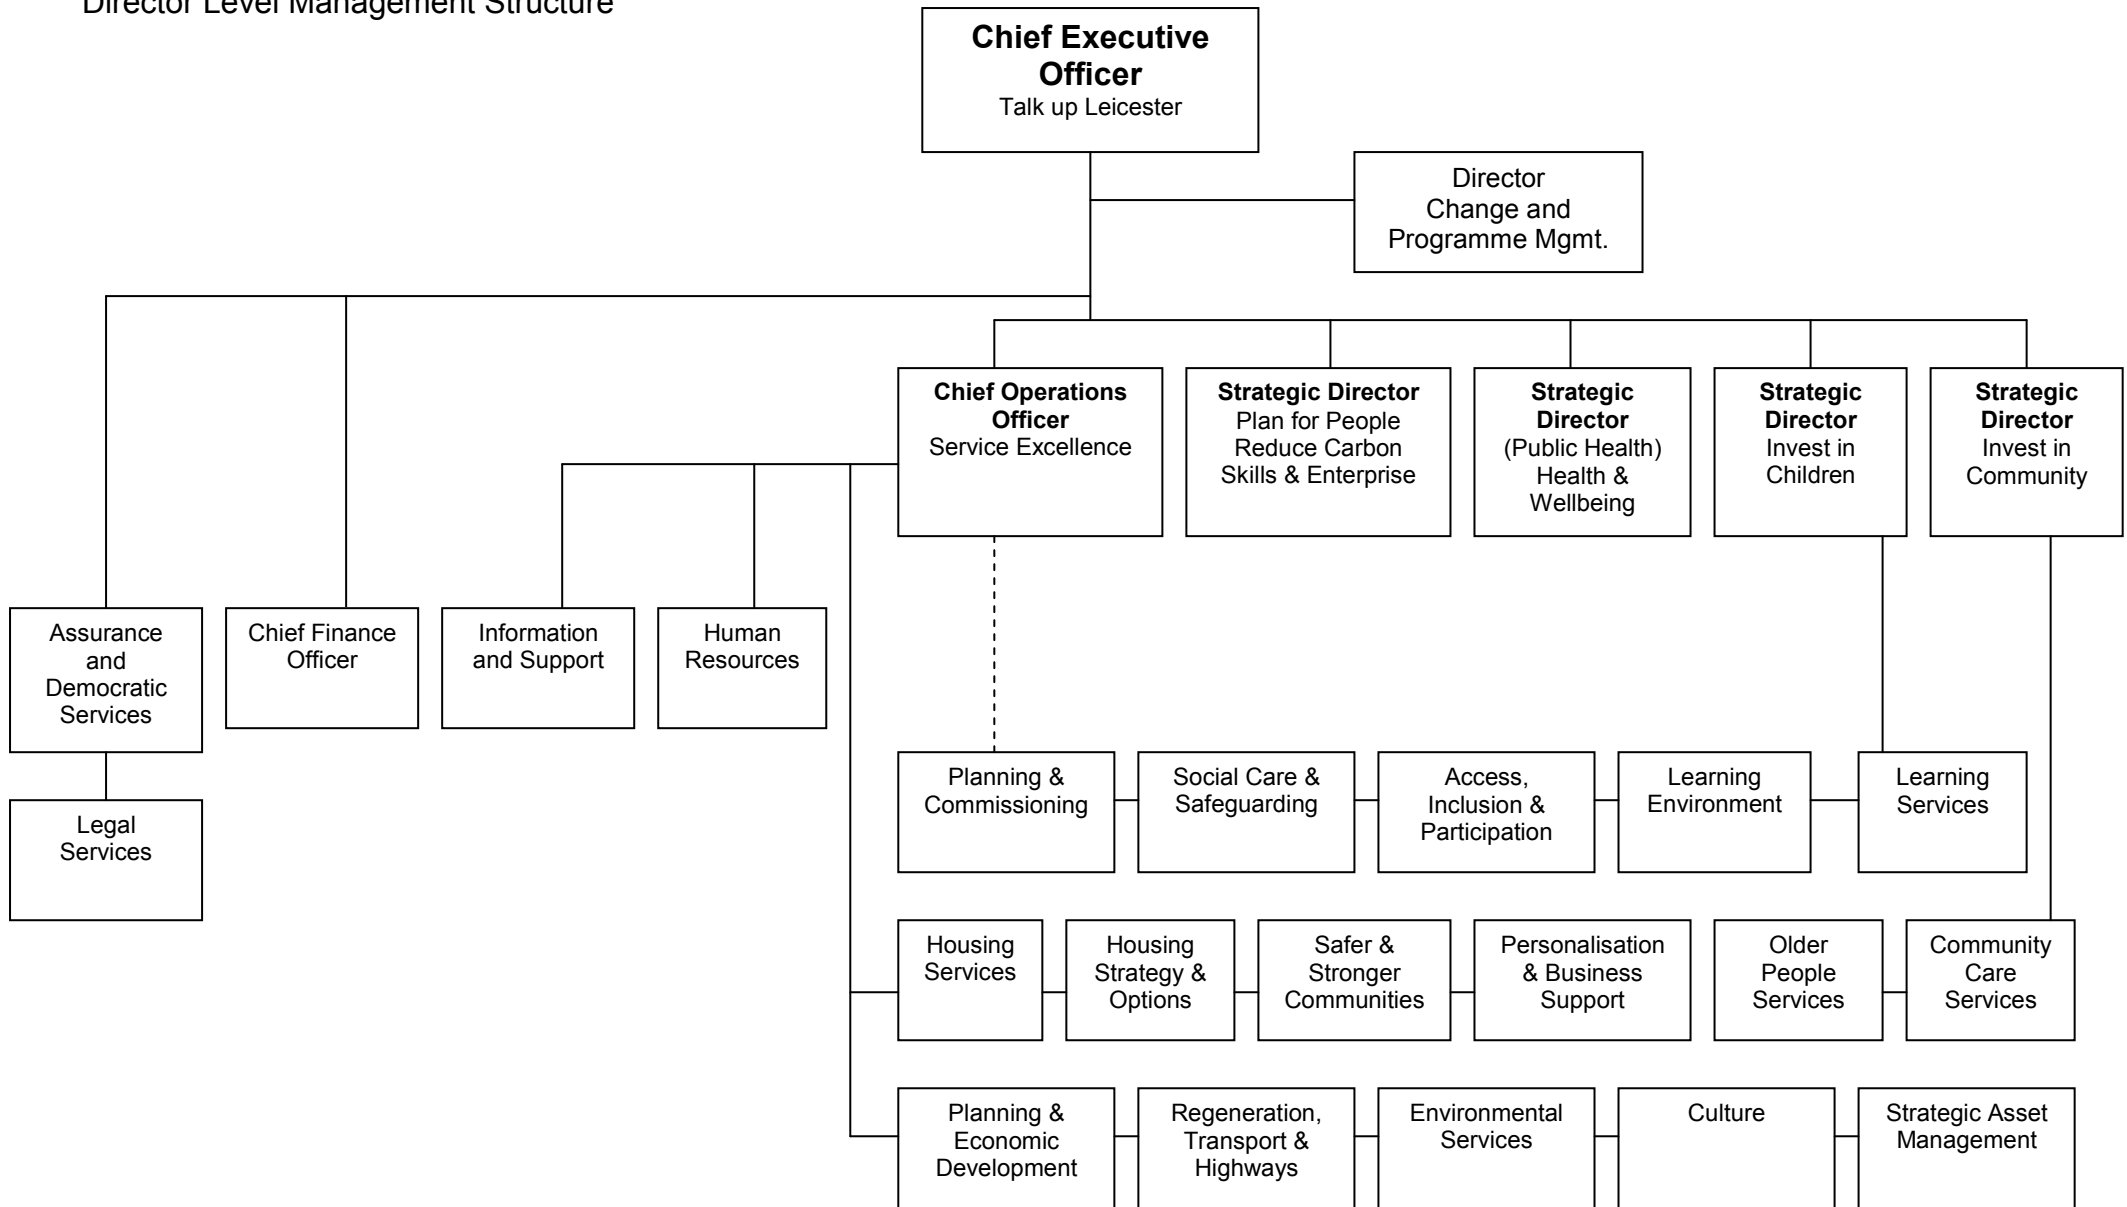 Director Level Management Structure
Chief Executive
Officer
Talk up Leicester
Director
Change and
Programme Mgmt.
Chief Operations
Officer
Service Excellence
Strategic Director
Plan for People
Reduce Carbon
Skills & Enterprise
Strategic
Director
(Public Health)
Health &
Wellbeing
Strategic
Director
Invest in
Children
Strategic
Director
Invest in
Community
Assurance
and
Democratic
Services
Chief Finance
Officer
Information
and Support
Human
Resources
Legal
Services
Planning &
Commissioning
Social Care &
Safeguarding
Access,
Inclusion &
Participation
Learning
Environment
Learning
Services
Housing
Services
Housing
Strategy &
Options
Safer &
Stronger
Communities
Personalisation
& Business
Support
Older
People
Services
Community
Care
Services
Planning &
Economic
Development
Regeneration,
Transport &
Highways
Environmental
Services
Culture
Strategic Asset
Management